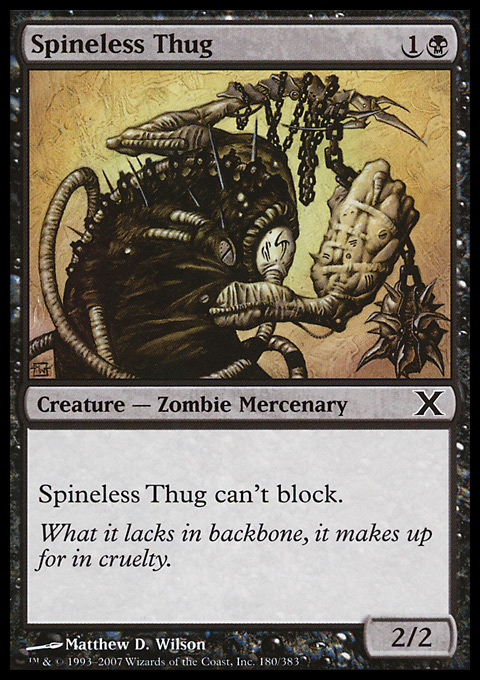 Spineless Thug 1
Creature — Zombie Mercenary X
Spineless Thug can't block.
What it lacks in backbone, it makes up
for in cruelty.
2/2
Matthew D. Wilson
™ & © 1993–2007 Wizards of the Coast, Inc. 180/383